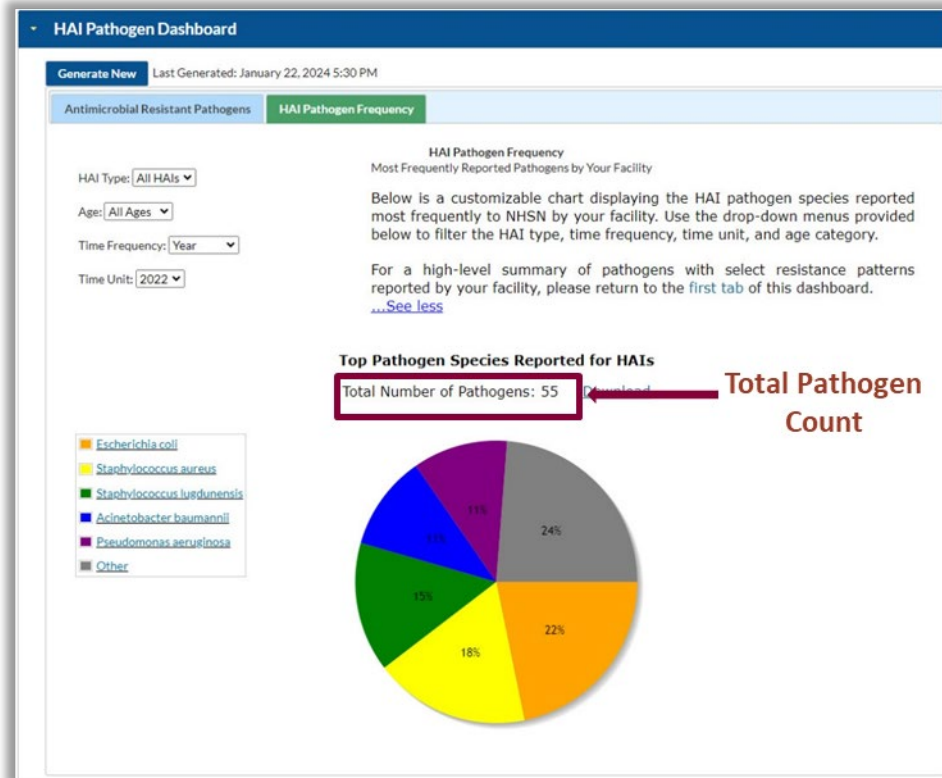 HAI Pathogen Dashboard
Generate New Last Generated: January 22, 2024 5:30 PM
Antimicrobial Resistant Pathogens HAI Pathogen Frequency
HAI Pathogen Frequency
Most Frequently Reported Pathogens by Your Facility
HAI Type: All HAIs
Age: All Ages
Time Frequency: Year
Time Unit: 2022
Below is a customizable chart displaying the HAI pathogen species reported
most frequently to NHSN by your facility. Use the drop-down menus provided
below to filter the HAI type, time frequency, time unit, and age category.
For a high-level summary of pathogens with select resistance patterns
reported by your facility, please return to the first tab of this dashboard.
...See less
Top Pathogen Species Reported for HAIs
Total Number of Pathogens: 55 Download
Total Pathogen
Count
Escherichia coli
Staphylococcus aureus
Staphylococcus lugdunensis
Acinetobacter baumannii
Pseudomonas aeruginosa
Other
11%
24%
11%
15%
22%
18%